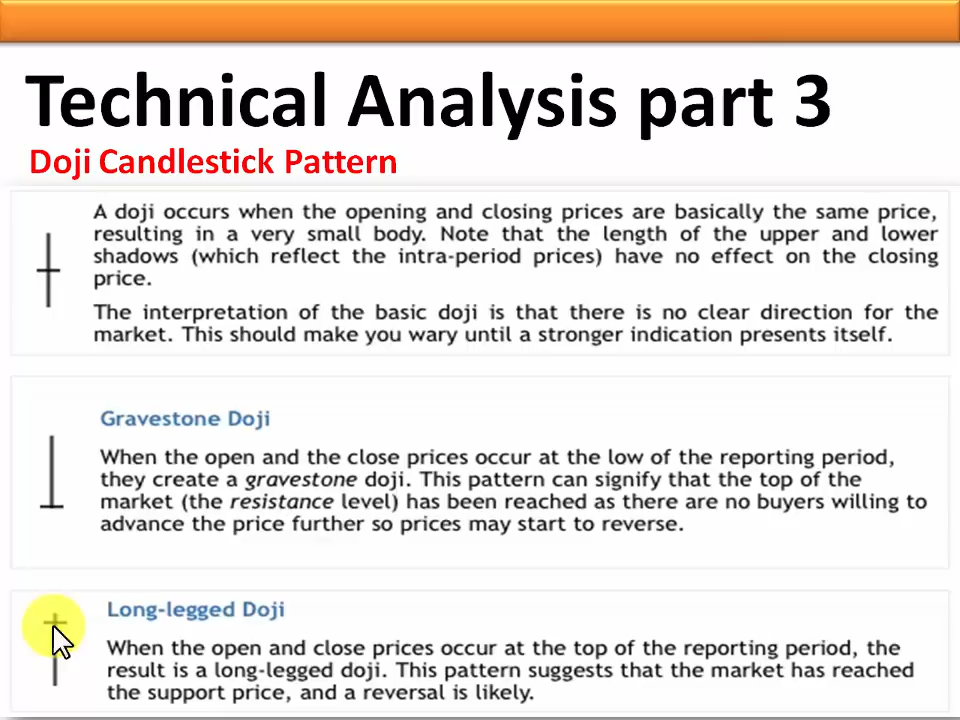 Technical Analysis part 3
Doji Candlestick Pattern
A doji occurs when the opening and closing prices are basically the same price,
resulting in a very small body. Note that the length of the upper and lower
shadows (which reflect the intra-period prices) have no effect on the closing
price.
The interpretation of the basic doji is that there is no clear direction for the
market. This should make you wary until a stronger indication presents itself.
Gravestone Doji
When the open and the close prices occur at the low of the reporting period,
they create a gravestone doji. This pattern can signify that the top of the
market (the resistance level) has been reached as there are no buyers willing to
advance the price further so prices may start to reverse.
Long-legged Doji
When the open and close prices occur at the top of the reporting period, the
result is a long-legged doji. This pattern suggests that the market has reached
the support price, and a reversal is likely.